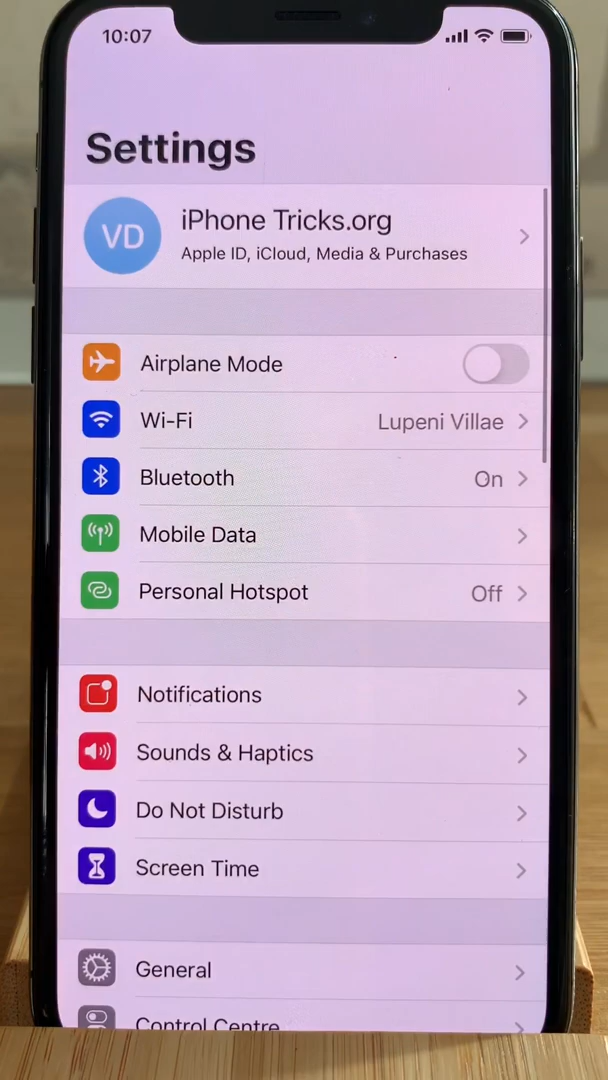 10:07
Settings
VD
iPhone Tricks.org
Apple ID, iCloud, Media & Purchases
Airplane Mode
Wi-Fi Lupeni Villae
Bluetooth On
Mobile Data
Personal Hotspot Off
Notifications
Sounds & Haptics
Do Not Disturb
Screen Time
General
Control Centre